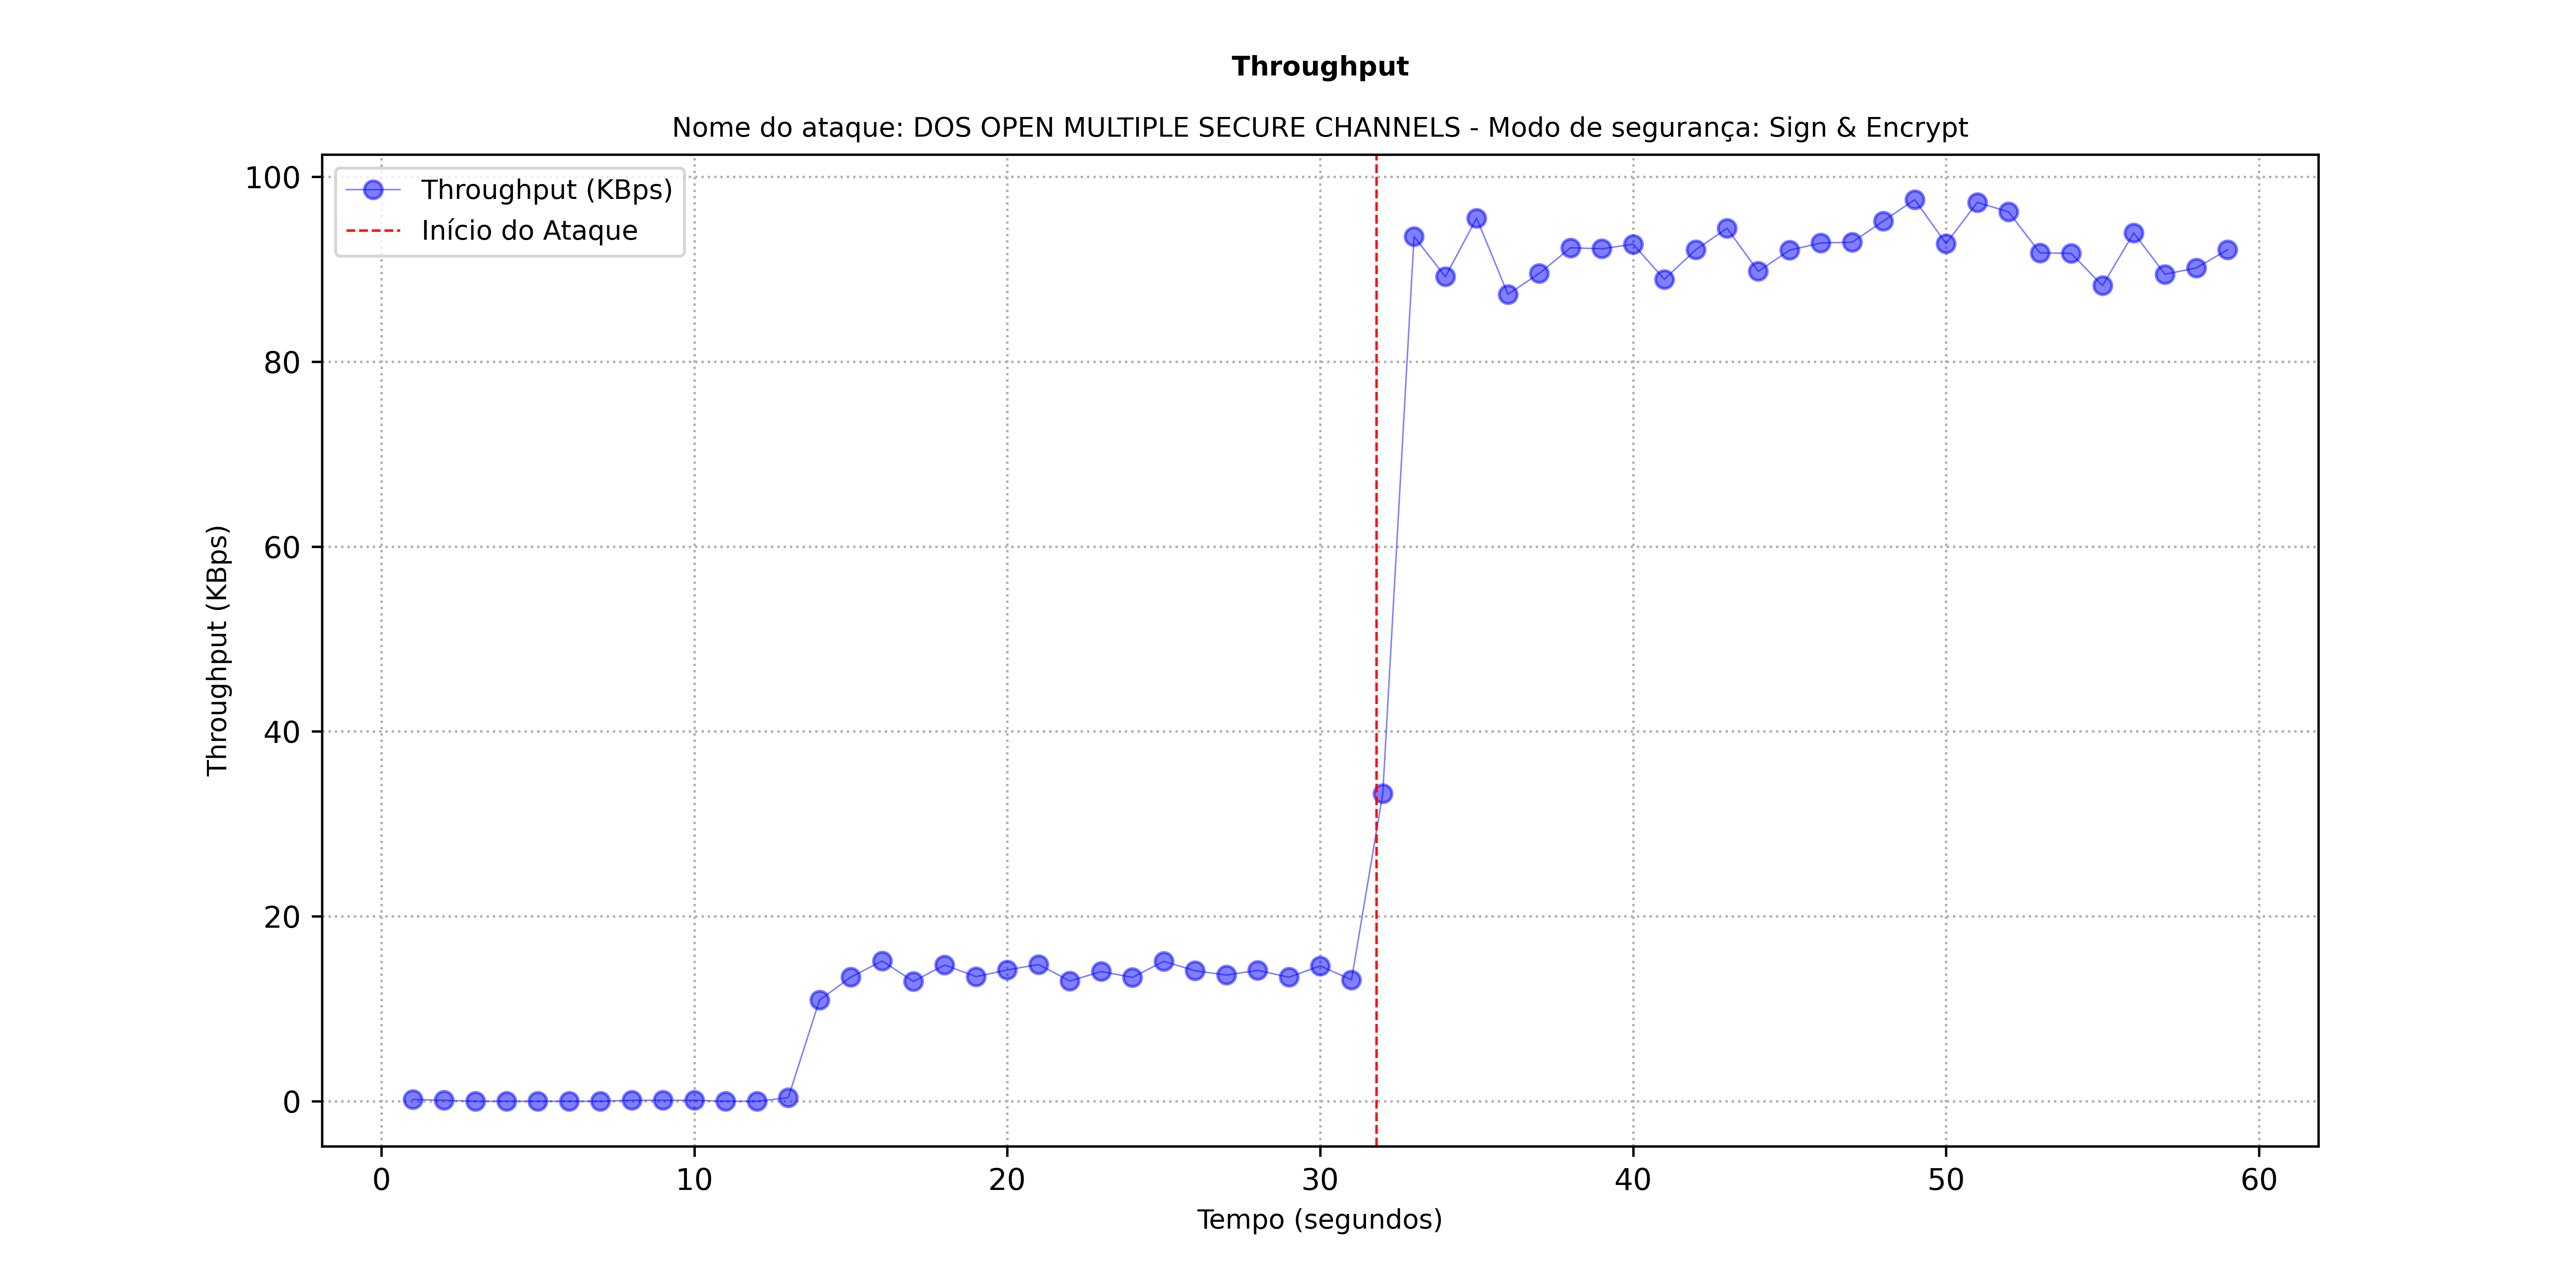 Throughput
Nome do ataque: DOS OPEN MULTIPLE SECURE CHANNELS - Modo de segurança: Sign & Encrypt
Throughput (KBps)
Início do Ataque
100
80
60
40
20
0
Throughput (KBps)
0 10 20 30 40 50 60
Tempo (segundos)